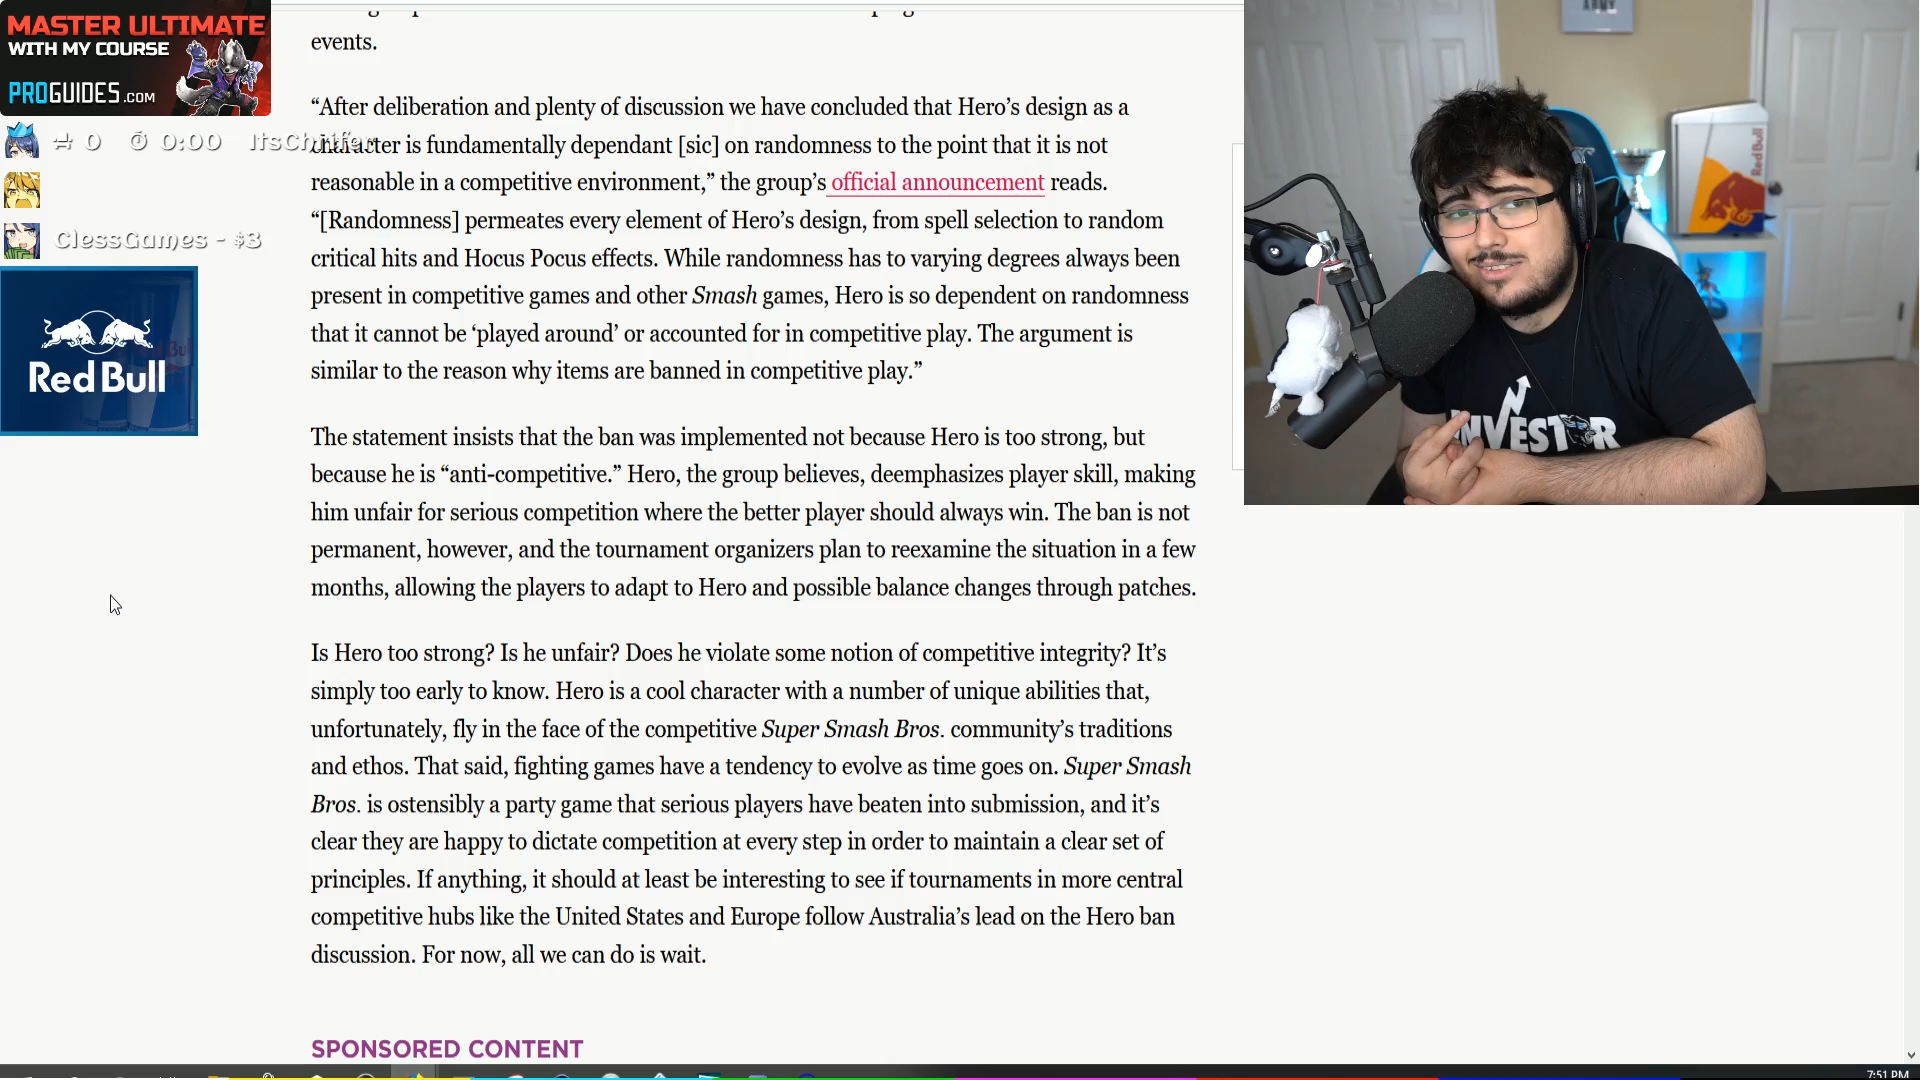 MASTER ULTIMATE
WITH MY COURSE
PROGUIDES.COM
0 0:00 ItsChrifer
ClessGames - $3
Red Bull
events.
“After deliberation and plenty of discussion we have concluded that Hero’s design as a
character is fundamentally dependant [sic] on randomness to the point that it is not
reasonable in a competitive environment,” the group’s official announcement reads.
“[Randomness] permeates every element of Hero’s design, from spell selection to random
critical hits and Hocus Pocus effects. While randomness has to varying degrees always been
present in competitive games and other Smash games, Hero is so dependent on randomness
that it cannot be ‘played around’ or accounted for in competitive play. The argument is
similar to the reason why items are banned in competitive play.”
The statement insists that the ban was implemented not because Hero is too strong, but
because he is “anti-competitive.” Hero, the group believes, deemphasizes player skill, making
him unfair for serious competition where the better player should always win. The ban is not
permanent, however, and the tournament organizers plan to reexamine the situation in a few
months, allowing the players to adapt to Hero and possible balance changes through patches.
Is Hero too strong? Is he unfair? Does he violate some notion of competitive integrity? It’s
simply too early to know. Hero is a cool character with a number of unique abilities that,
unfortunately, fly in the face of the competitive Super Smash Bros. community’s traditions
and ethos. That said, fighting games have a tendency to evolve as time goes on. Super Smash
Bros. is ostensibly a party game that serious players have beaten into submission, and it’s
clear they are happy to dictate competition at every step in order to maintain a clear set of
principles. If anything, it should at least be interesting to see if tournaments in more central
competitive hubs like the United States and Europe follow Australia’s lead on the Hero ban
discussion. For now, all we can do is wait.
SPONSORED CONTENT
ARMY
Red Bull
INVESTOR
7:51 PM